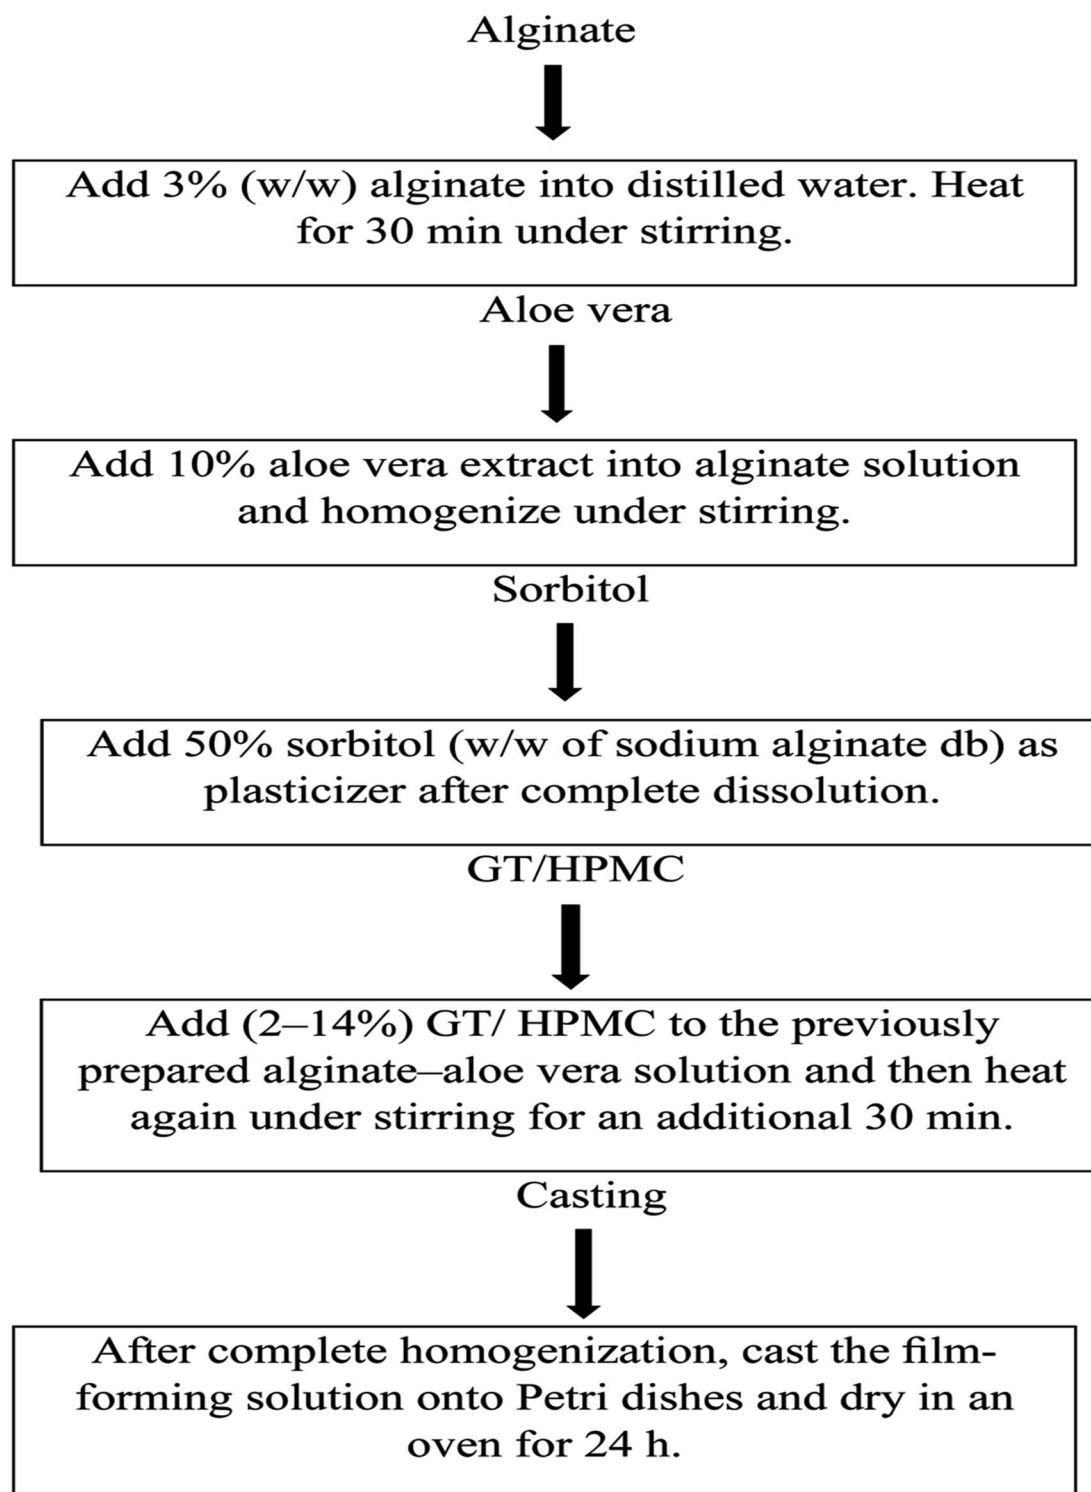 Alginate
Add 3% (w/w) alginate into distilled water. Heat
for 30 min under stirring.
Aloe vera
Add 10% aloe vera extract into alginate solution
and homogenize under stirring.
Sorbitol
Add 50% sorbitol (w/w of sodium alginate db) as
plasticizer after complete dissolution.
GT/HPMC
Add (2–14%) GT/ HPMC to the previously
prepared alginate–aloe vera solution and then heat
again under stirring for an additional 30 min.
Casting
After complete homogenization, cast the film-
forming solution onto Petri dishes and dry in an
oven for 24 h.